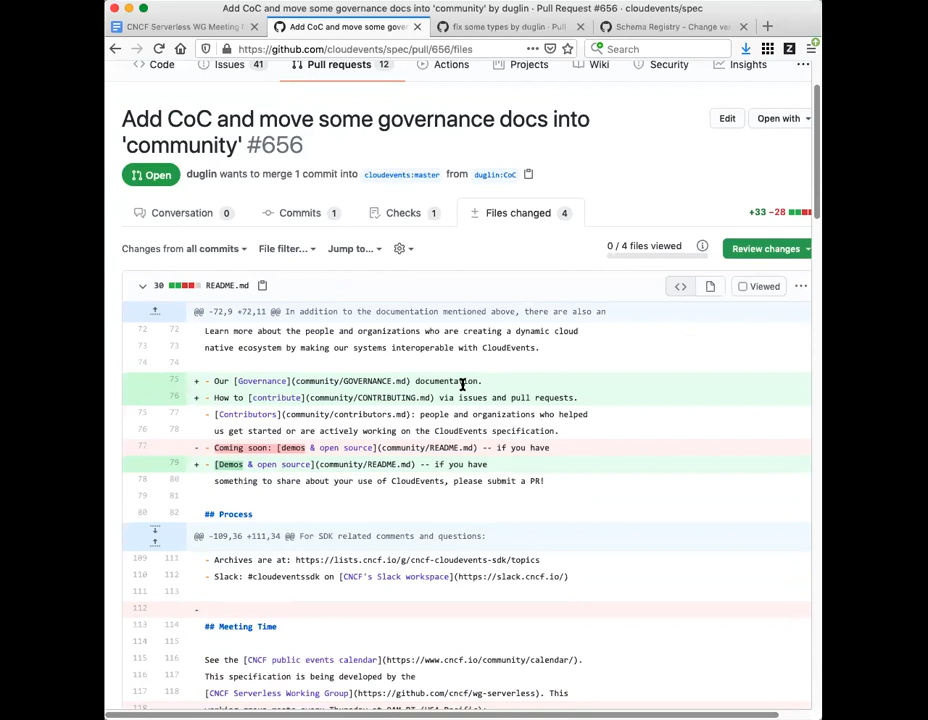 Add CoC and move some governance docs into 'community' by duglin · Pull Request #656 · cloudevents/spec
CNCF Serverless WG Meeting
Add CoC and move some gover
fix some types by duglin · Pull
Schema Registry - Change ve
https://github.com/cloudevents/spec/pull/656/files
Search
Code
Issues 41
Pull requests 12
Actions
Projects
Wiki
Security
Insights
Add CoC and move some governance docs into
'community' #656
Edit
Open with
Open
duglin wants to merge 1 commit into cloudevents:master from duglin:CoC
Conversation 0
Commits 1
Checks 1
Files changed 4
+33 −28
Changes from all commits
File filter...
Jump to...
0 / 4 files viewed
Review changes
30 README.md
Viewed
@@ -72,9 +72,11 @@ In addition to the documentation mentioned above, there are also an
72 72 Learn more about the people and organizations who are creating a dynamic cloud
73 73 native ecosystem by making our systems interoperable with CloudEvents.
74 74
75 + - Our [Governance](community/GOVERNANCE.md) documentation.
76 + - How to [contribute](community/CONTRIBUTING.md) via issues and pull requests.
75 77 - [Contributors](community/contributors.md): people and organizations who helped
76 78 us get started or are actively working on the CloudEvents specification.
77 - - Coming soon: [demos & open source](community/README.md) -- if you have
79 + - [Demos & open source](community/README.md) -- if you have
78 80 something to share about your use of CloudEvents, please submit a PR!
79 81
80 82 ## Process
@@ -109,36 +111,34 @@ For SDK related comments and questions:
109 111 - Archives are at: https://lists.cncf.io/g/cncf-cloudevents-sdk/topics
110 112 - Slack: #cloudeventssdk on [CNCF's Slack workspace](https://slack.cncf.io/)
111 113
112 -
113 114 ## Meeting Time
114 115
115 116 See the [CNCF public events calendar](https://www.cncf.io/community/calendar/).
116 117 This specification is being developed by the
117 118 [CNCF Serverless Working Group](https://github.com/cncf/wg-serverless). This
118